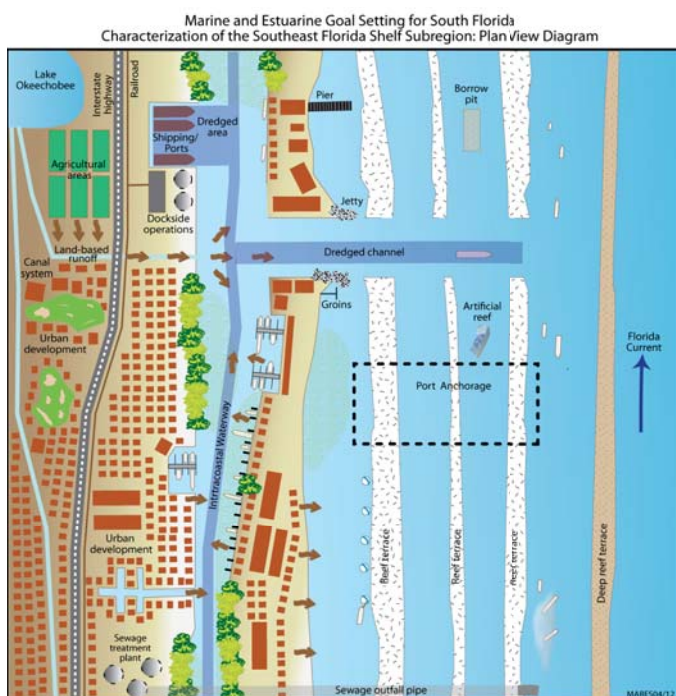 Marine and Estuarine Goal Setting for South Florida
Characterization of the Southeast Florida Shelf Subregion: Plan View Diagram
Lake
Okeechobee
Interstate
highway
Railroad
Shipping/
Ports
Dredged
area
Pier
Borrow
pit
Agricultural
areas
Dockside
operations
Jetty
Land-based
runoff
Canal
system
Dredged channel
Groins
Artificial
reef
Urban
development
Florida
Current
Port Anchorage
Intrtracoastal Waterway
Urban
development
Reef terrace
Reef terrace
Reef terrace
Deep reef terrace
Sewage
treatment
plant
Sewage outfall pipe
MARES04/12